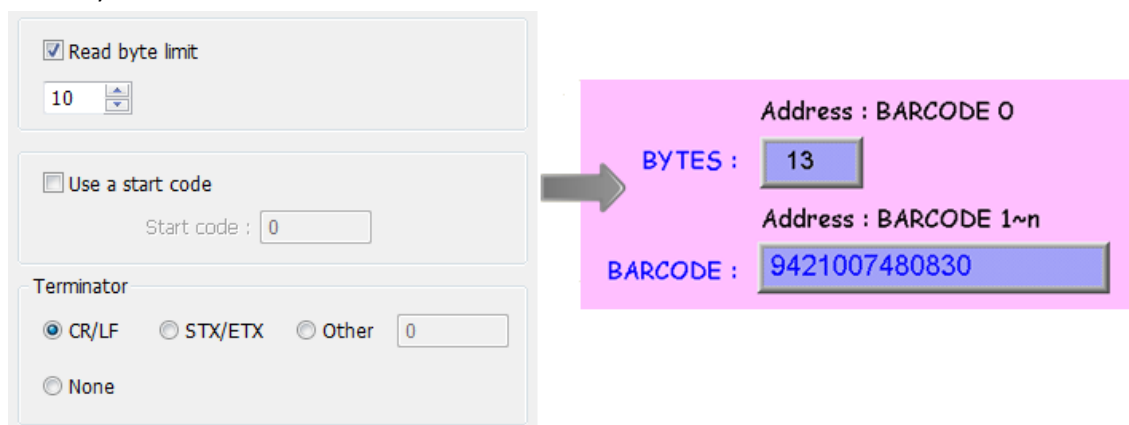 Read byte limit
10
Use a start code
Start code : 0
Terminator
CR/LF STX/ETX Other 0
None
Address : BARCODE 0
BYTES : 13
Address : BARCODE 1~n
BARCODE : 9421007480830